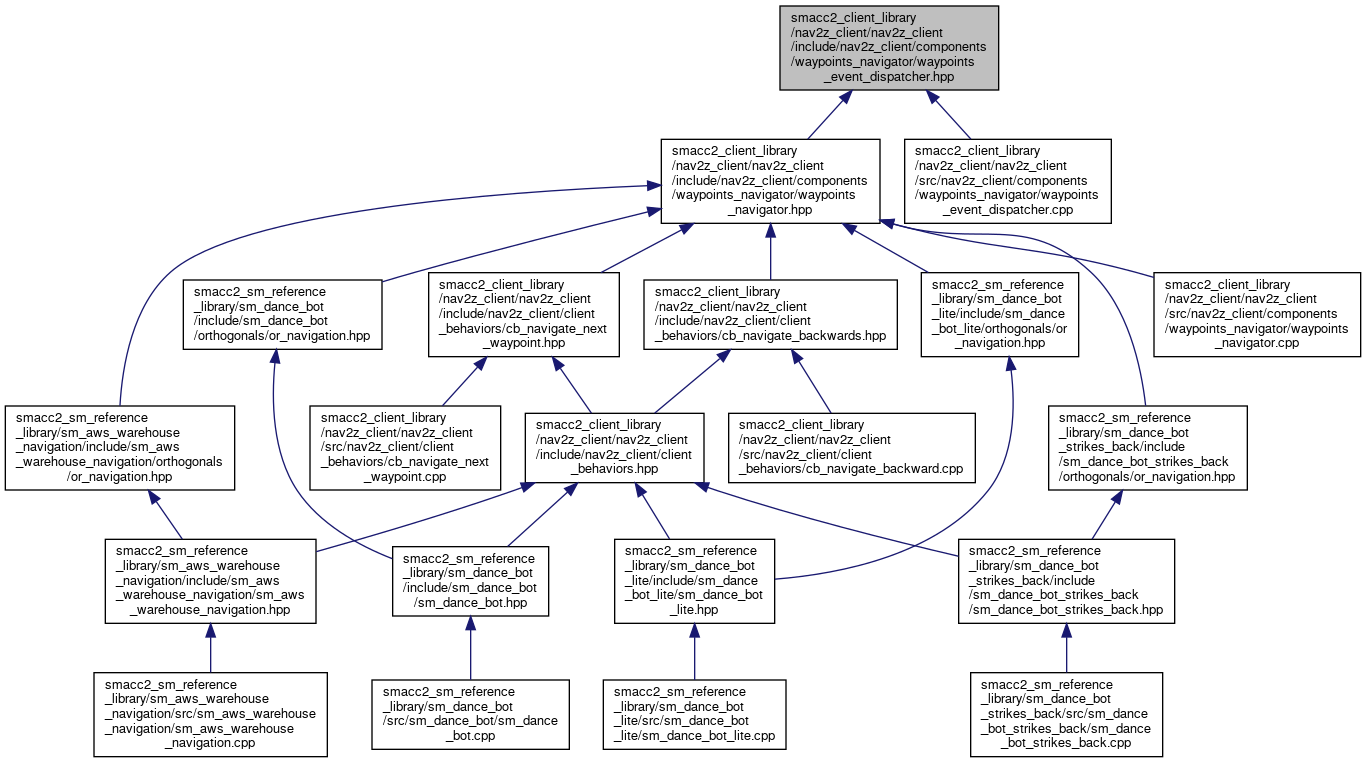 smacc2_client_library
/nav2z_client/nav2z_client
/include/nav2z_client/components
/waypoints_navigator/waypoints
_event_dispatcher.hpp
smacc2_client_library
/nav2z_client/nav2z_client
/include/nav2z_client/components
/waypoints_navigator/waypoints
_navigator.hpp
smacc2_client_library
/nav2z_client/nav2z_client
/src/nav2z_client/components
/waypoints_navigator/waypoints
_event_dispatcher.cpp
smacc2_sm_reference
_library/sm_dance_bot
/include/sm_dance_bot
/orthogonals/or_navigation.hpp
smacc2_client_library
/nav2z_client/nav2z_client
/include/nav2z_client/client
_behaviors/cb_navigate_next
_waypoint.hpp
smacc2_client_library
/nav2z_client/nav2z_client
/include/nav2z_client/client
_behaviors/cb_navigate_backwards.hpp
smacc2_sm_reference
_library/sm_dance_bot
_lite/include/sm_dance
_bot_lite/orthogonals/or
_navigation.hpp
smacc2_client_library
/nav2z_client/nav2z_client
/src/nav2z_client/components
/waypoints_navigator/waypoints
_navigator.cpp
smacc2_sm_reference
_library/sm_aws_warehouse
_navigation/include/sm_aws
_warehouse_navigation/orthogonals
/or_navigation.hpp
smacc2_client_library
/nav2z_client/nav2z_client
/src/nav2z_client/client
_behaviors/cb_navigate_next
_waypoint.cpp
smacc2_client_library
/nav2z_client/nav2z_client
/include/nav2z_client/client
_behaviors.hpp
smacc2_client_library
/nav2z_client/nav2z_client
/src/nav2z_client/client
_behaviors/cb_navigate_backward.cpp
smacc2_sm_reference
_library/sm_dance_bot
_strikes_back/include
/sm_dance_bot_strikes_back
/orthogonals/or_navigation.hpp
smacc2_sm_reference
_library/sm_aws_warehouse
_navigation/include/sm_aws
_warehouse_navigation/sm_aws
_warehouse_navigation.hpp
smacc2_sm_reference
_library/sm_dance_bot
/include/sm_dance_bot
/sm_dance_bot.hpp
smacc2_sm_reference
_library/sm_dance_bot
_lite/include/sm_dance
_bot_lite/sm_dance_bot
_lite.hpp
smacc2_sm_reference
_library/sm_dance_bot
_strikes_back/include
/sm_dance_bot_strikes_back
/sm_dance_bot_strikes_back.hpp
smacc2_sm_reference
_library/sm_aws_warehouse
_navigation/src/sm_aws_warehouse
_navigation/sm_aws_warehouse
_navigation.cpp
smacc2_sm_reference
_library/sm_dance_bot
/src/sm_dance_bot/sm_dance
_bot.cpp
smacc2_sm_reference
_library/sm_dance_bot
_lite/src/sm_dance_bot
_lite/sm_dance_bot_lite.cpp
smacc2_sm_reference
_library/sm_dance_bot
_strikes_back/src/sm_dance
_bot_strikes_back/sm_dance
_bot_strikes_back.cpp